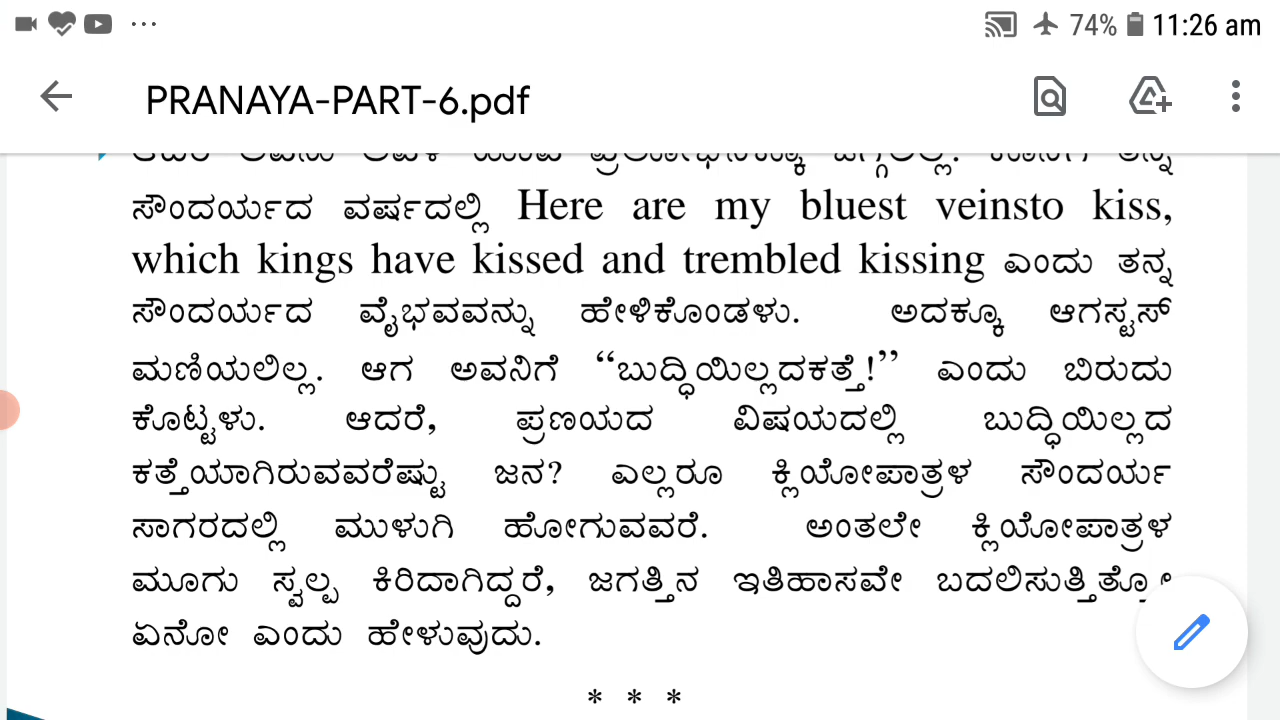 74% 11:26 am
PRANAYA-PART-6.pdf
ಸೌಂದರ್ಯದ ವರ್ಷದಲ್ಲಿ Here are my bluest veinsto kiss,
which kings have kissed and trembled kissing ಎಂದು ತನ್ನ
ಸೌಂದರ್ಯದ ವೈಭವವನ್ನು ಹೇಳಿಕೊಂಡಳು. ಅದಕ್ಕೂ ಆಗಸ್ಟಸ್
ಮಣಿಯಲಿಲ್ಲ. ಆಗ ಅವನಿಗೆ “ಬುದ್ಧಿಯಿಲ್ಲದಕತ್ತೆ!” ಎಂದು ಬಿರುದು
ಕೊಟ್ಟಳು. ಆದರೆ, ಪ್ರಣಯದ ವಿಷಯದಲ್ಲಿ ಬುದ್ಧಿಯಿಲ್ಲದ
ಕತ್ತೆಯಾಗಿರುವವರೆಷ್ಟು ಜನ? ಎಲ್ಲರೂ ಕ್ಲಿಯೋಪಾತ್ರಳ ಸೌಂದರ್ಯ
ಸಾಗರದಲ್ಲಿ ಮುಳುಗಿ ಹೋಗುವವರೆ. ಅಂತಲೇ ಕ್ಲಿಯೋಪಾತ್ರಳ
ಮೂಗು ಸ್ವಲ್ಪ ಕಿರಿದಾಗಿದ್ದರೆ, ಜಗತ್ತಿನ ಇತಿಹಾಸವೇ ಬದಲಿಸುತ್ತಿತ್ತೋ
ಏನೋ ಎಂದು ಹೇಳುವುದು.
* * *